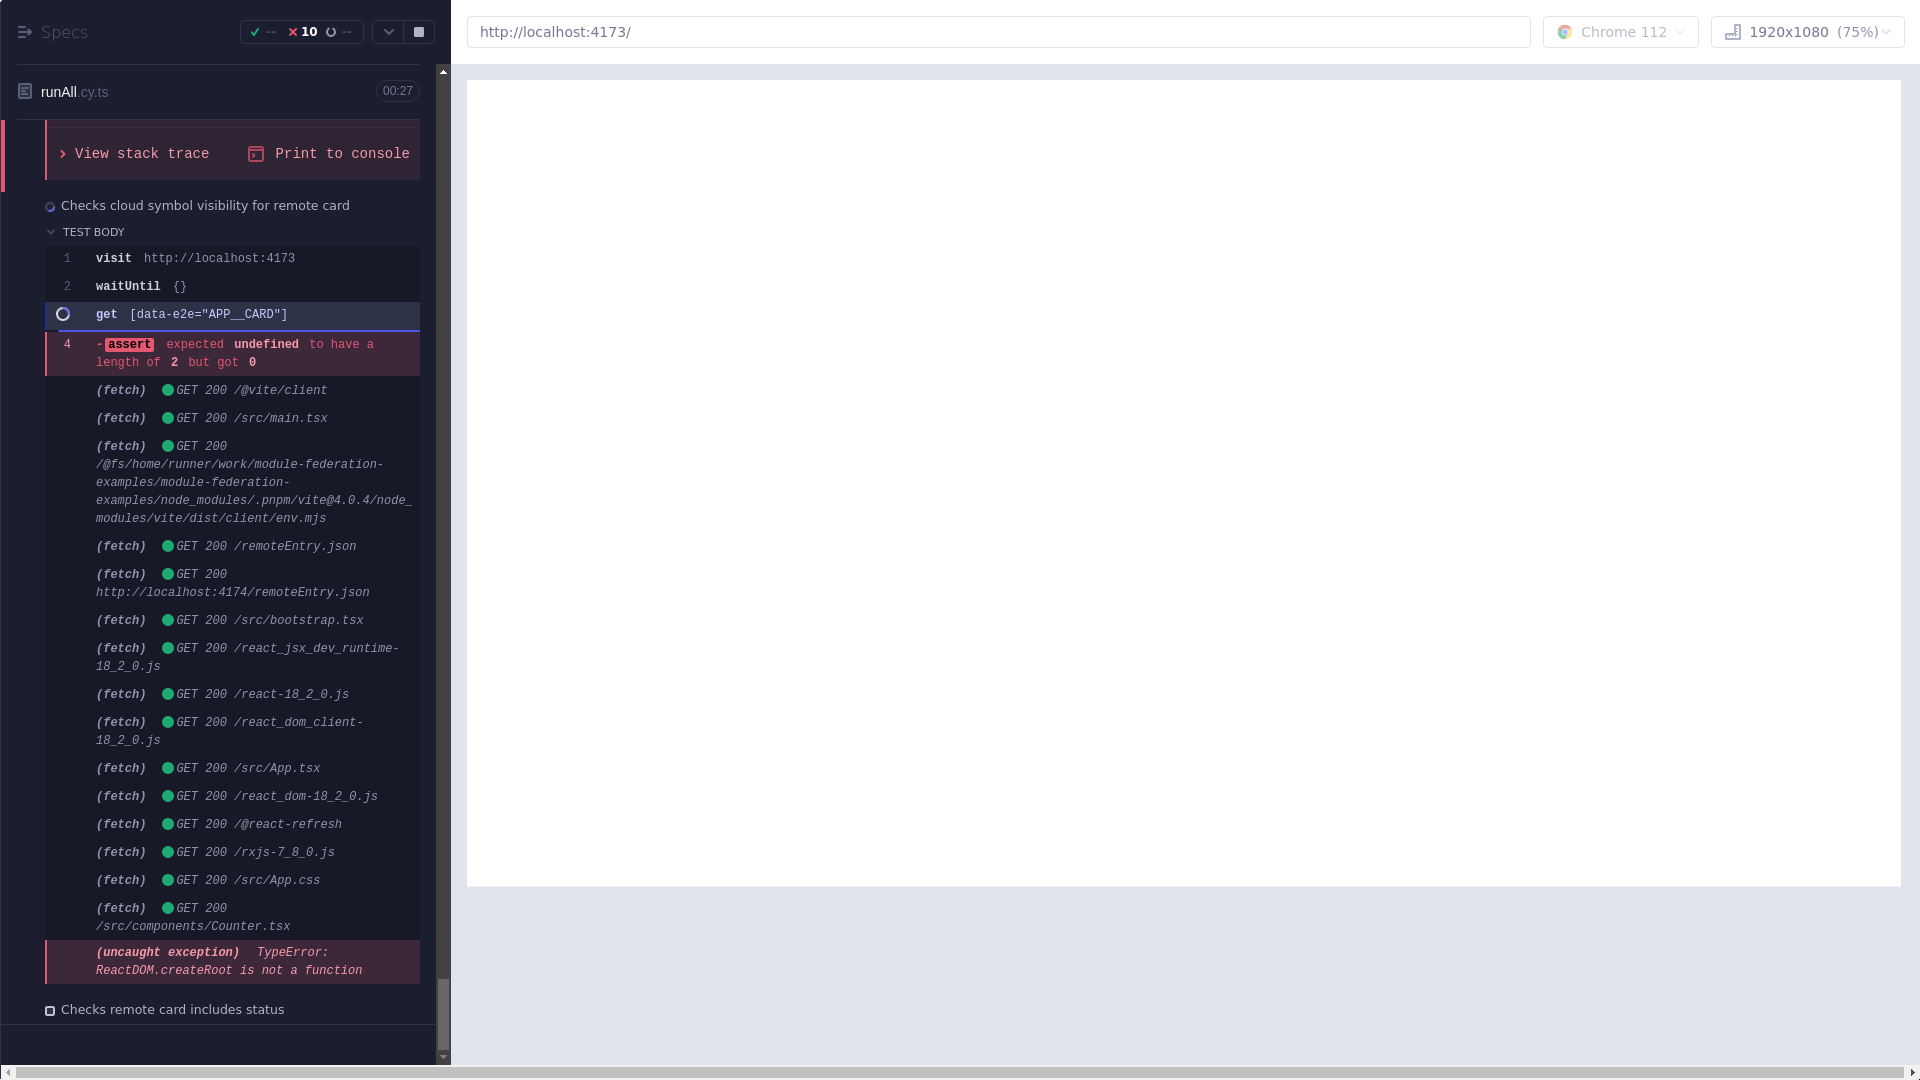 Specs
--
10
--
http://localhost:4173/
Chrome 112
1920x1080 (75%)
runAll.cy.ts
00:27
View stack trace
Print to console
Checks cloud symbol visibility for remote card
TEST BODY
1 visit http://localhost:4173
2 waitUntil {}
get [data-e2e="APP__CARD"]
4 -assert expected undefined to have a
length of 2 but got 0
(fetch) GET 200 /@vite/client
(fetch) GET 200 /src/main.tsx
(fetch) GET 200
/@fs/home/runner/work/module-federation-
examples/module-federation-
examples/node_modules/.pnpm/vite@4.0.4/node_
modules/vite/dist/client/env.mjs
(fetch) GET 200 /remoteEntry.json
(fetch) GET 200
http://localhost:4174/remoteEntry.json
(fetch) GET 200 /src/bootstrap.tsx
(fetch) GET 200 /react_jsx_dev_runtime-
18_2_0.js
(fetch) GET 200 /react-18_2_0.js
(fetch) GET 200 /react_dom_client-
18_2_0.js
(fetch) GET 200 /src/App.tsx
(fetch) GET 200 /react_dom-18_2_0.js
(fetch) GET 200 /@react-refresh
(fetch) GET 200 /rxjs-7_8_0.js
(fetch) GET 200 /src/App.css
(fetch) GET 200
/src/components/Counter.tsx
(uncaught exception) TypeError:
ReactDOM.createRoot is not a function
Checks remote card includes status